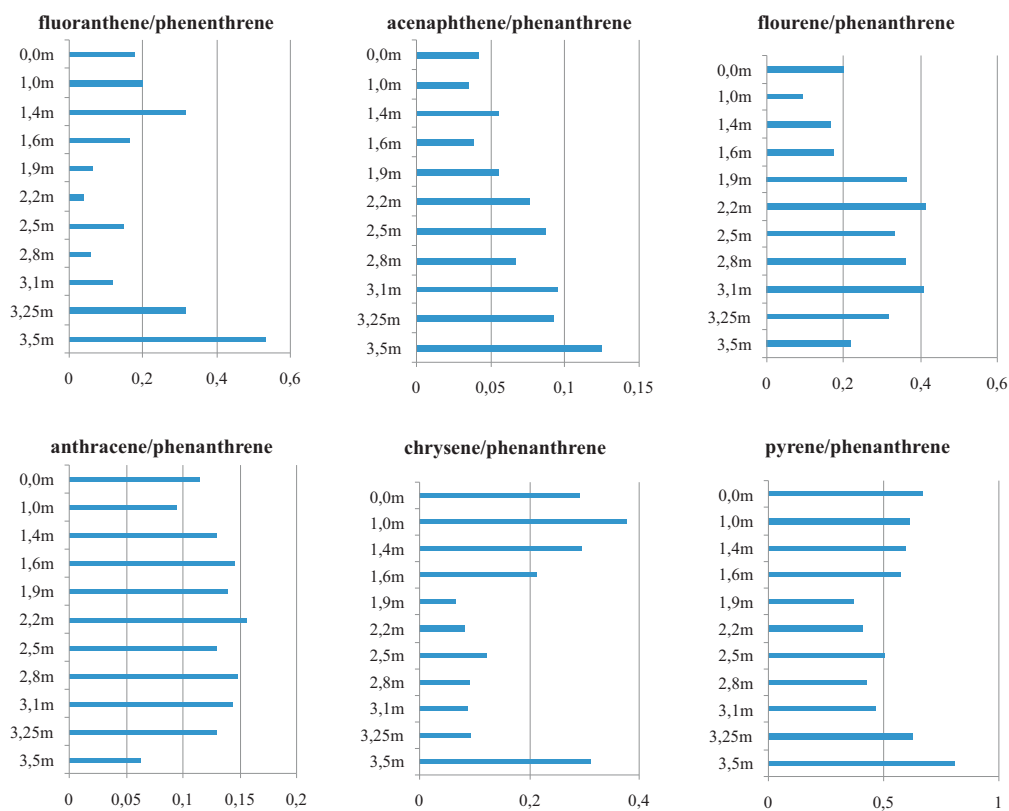 fluoranthene/phenenthrene
0,0m
1,0m
1,4m
1,6m
1,9m
2,2m
2,5m
2,8m
3,1m
3,25m
3,5m
0 0,2 0,4 0,6
acenaphthene/phenanthrene
0,0m
1,0m
1,4m
1,6m
1,9m
2,2m
2,5m
2,8m
3,1m
3,25m
3,5m
0 0,05 0,1 0,15
flourene/phenanthrene
0,0m
1,0m
1,4m
1,6m
1,9m
2,2m
2,5m
2,8m
3,1m
3,25m
3,5m
0 0,2 0,4 0,6
anthracene/phenanthrene
0,0m
1,0m
1,4m
1,6m
1,9m
2,2m
2,5m
2,8m
3,1m
3,25m
3,5m
0 0,05 0,1 0,15 0,2
chrysene/phenanthrene
0,0m
1,0m
1,4m
1,6m
1,9m
2,2m
2,5m
2,8m
3,1m
3,25m
3,5m
0 0,2 0,4
pyrene/phenanthrene
0,0m
1,0m
1,4m
1,6m
1,9m
2,2m
2,5m
2,8m
3,1m
3,25m
3,5m
0 0,5 1